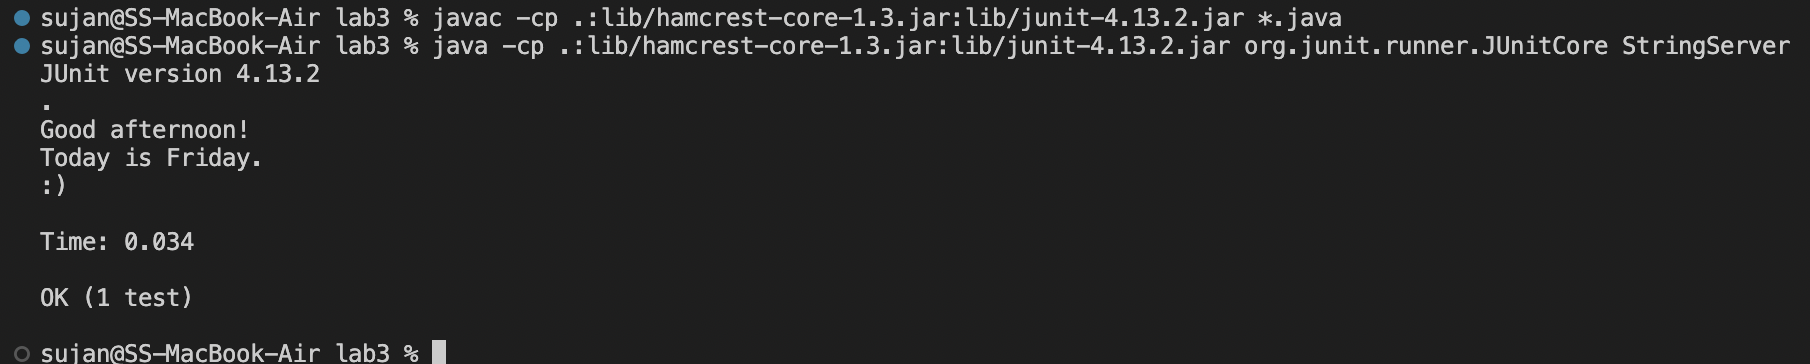 sujan@SS-MacBook-Air lab3 % javac -cp .:lib/hamcrest-core-1.3.jar:lib/junit-4.13.2.jar *.java
sujan@SS-MacBook-Air lab3 % java -cp .:lib/hamcrest-core-1.3.jar:lib/junit-4.13.2.jar org.junit.runner.JUnitCore StringServer
JUnit version 4.13.2
.
Good afternoon!
Today is Friday.
:)
Time: 0.034
OK (1 test)
sujan@SS-MacBook-Air lab3 %